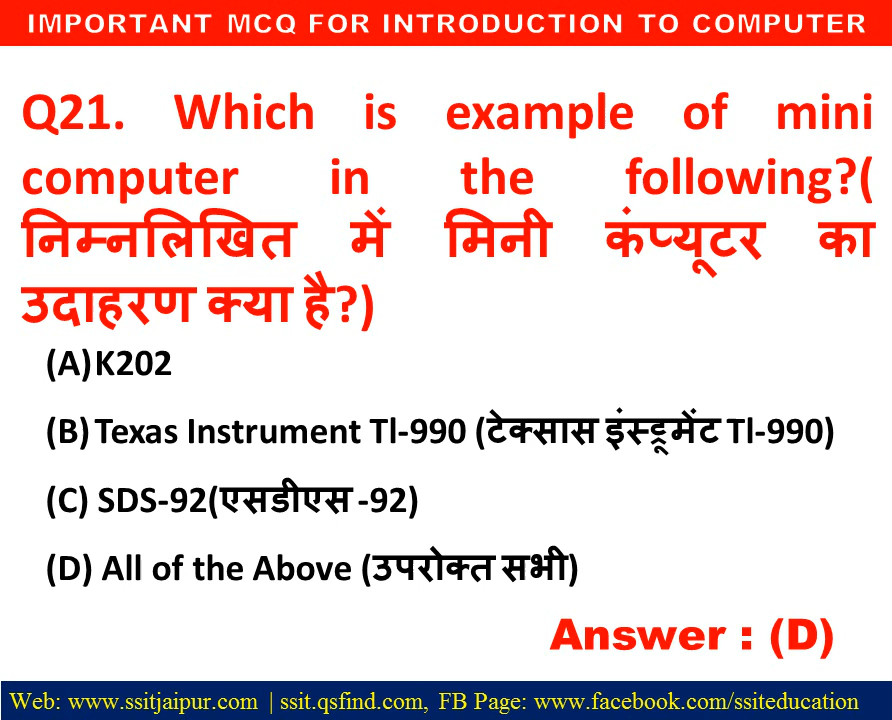 IMPORTANT MCQ FOR INTRODUCTION TO COMPUTER
Q21. Which is example of mini
computer in the following?(
निम्नलिखित में मिनी कंप्यूटर का
उदाहरण क्या है?)
(A) K202
(B) Texas Instrument Tl-990 (टेक्सास इंस्ट्रूमेंट Tl-990)
(C) SDS-92(एसडीएस -92)
(D) All of the Above (उपरोक्त सभी)
Answer : (D)
Web: www.ssitjaipur.com | ssit.qsfind.com, FB Page: www.facebook.com/ssiteducation